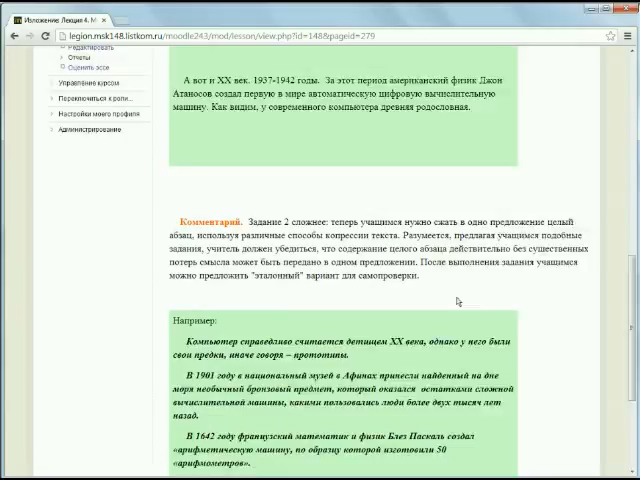 Изложение. Лекция 4. М
legion.msk148.listkom.ru/moodle243/mod/lesson/view.php?id=148&pageid=279
Редактировать
Отчеты
Оценить эссе
Управление курсом
Переключиться к роли...
Настройки моего профиля
Администрирование
А вот и XX век. 1937-1942 годы. За этот период американский физик Джон
Атанасов создал первую в мире автоматическую цифровую вычислительную
машину. Как видим, у современного компьютера древняя родословная.
Комментарий. Задание 2 сложнее: теперь учащимся нужно сжать в одно предложение целый
абзац, используя различные способы копрессии текста. Разумеется, предлагая учащимся подобные
задания, учитель должен убедиться, что содержание целого абзаца действительно без существенных
потерь смысла может быть передано в одном предложении. После выполнения задания учащимся
можно предложить "эталонный" вариант для самопроверки.
Например:
Компьютер справедливо считается детищем XX века, однако у него были
свои предки, иначе говоря – прототипы.
В 1901 году в национальный музей в Афинах принесли найденный на дне
моря необычный бронзовый предмет, который оказался остатками сложной
вычислительной машины, какими пользовались люди более двух тысяч лет
назад.
В 1642 году французский математик и физик Блез Паскаль создал
«арифметическую машину, по образцу которой изготовили 50
«арифмометров».